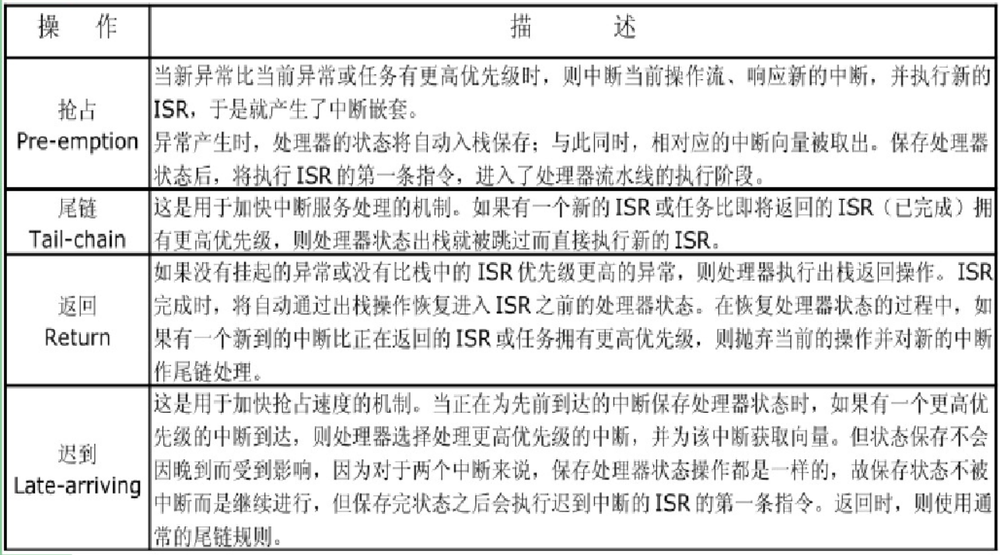 操 作
描 述
抢占
Pre-emption
当新异常比当前异常或任务有更高优先级时，则中断当前操作流、响应新的中断，并执行新的
ISR，于是就产生了中断嵌套。
异常产生时，处理器的状态将自动入栈保存；与此同时，相对应的中断向量被取出。保存处理器
状态后，将执行 ISR 的第一条指令，进入了处理器流水线的执行阶段。
尾链
Tail-chain
这是用于加快中断服务处理的机制。如果有一个新的 ISR 或任务比即将返回的 ISR（已完成）拥
有更高优先级，则处理器状态出栈就被跳过而直接执行新的 ISR。
返回
Return
如果没有挂起的异常或没有比栈中的 ISR 优先级更高的异常，则处理器执行出栈返回操作。ISR
完成时，将自动通过出栈操作恢复进入 ISR 之前的处理器状态。在恢复处理器状态的过程中，如
果有一个新到的中断比正在返回的 ISR 或任务拥有更高优先级，则抛弃当前的操作并对新的中断
作尾链处理。
迟到
Late-arriving
这是用于加快抢占速度的机制。当正在为先前到达的中断保存处理器状态时，如果有一个更高优
先级的中断到达，则处理器选择处理更高优先级的中断，并为该中断获取向量。但状态保存不会
因晚到而受到影响，因为对于两个中断来说，保存处理器状态操作都是一样的，故保存状态不被
中断而是继续进行，但保存完状态之后会执行迟到中断的 ISR 的第一条指令。返回时，则使用通
常的尾链规则。